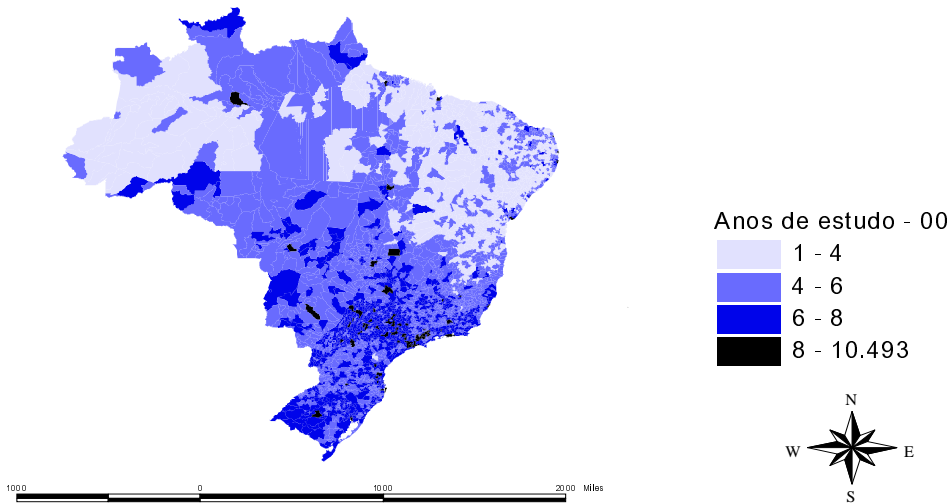 Anos de estudo - 00
1 - 4
4 - 6
6 - 8
8 - 10.493
N
W E
S
1000 0 1000 2000 Miles